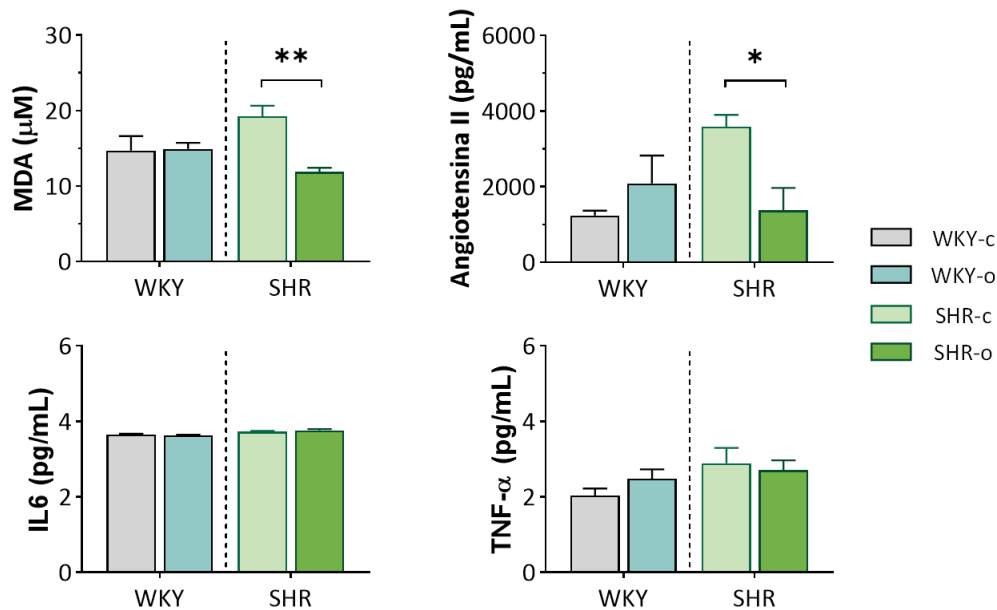 MDA (μM)
30
20
10
0
**
WKY
SHR
Angiotensina II (pg/mL)
6000
4000
2000
0
*
WKY
SHR
WKY-c
WKY-o
SHR-c
SHR-o
IL6 (pg/mL)
6
4
2
0
WKY
SHR
TNF-α (pg/mL)
6
4
2
0
WKY
SHR